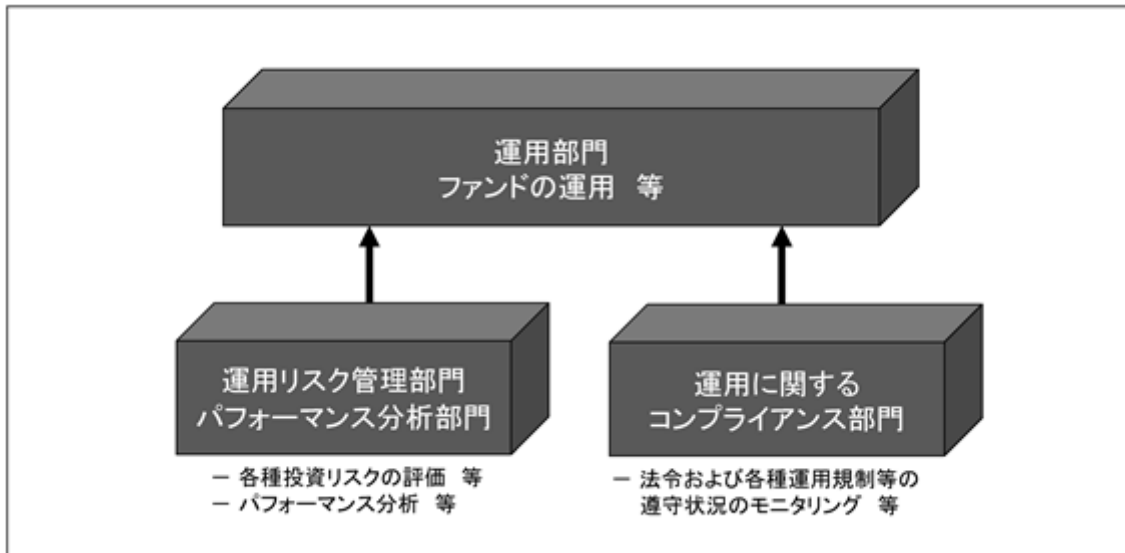 運用部門
ファンドの運用 等
運用リスク管理部門
パフォーマンス分析部門
運用に関する
コンプライアンス部門
― 各種投資リスクの評価 等
― パフォーマンス分析 等
― 法令および各種運用規制等の
遵守状況のモニタリング 等